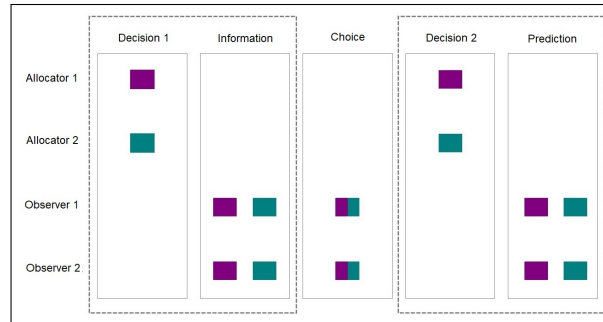 Decision 1 Information Choice Decision 2 Prediction
Allocator 1
Allocator 2
Observer 1
Observer 2